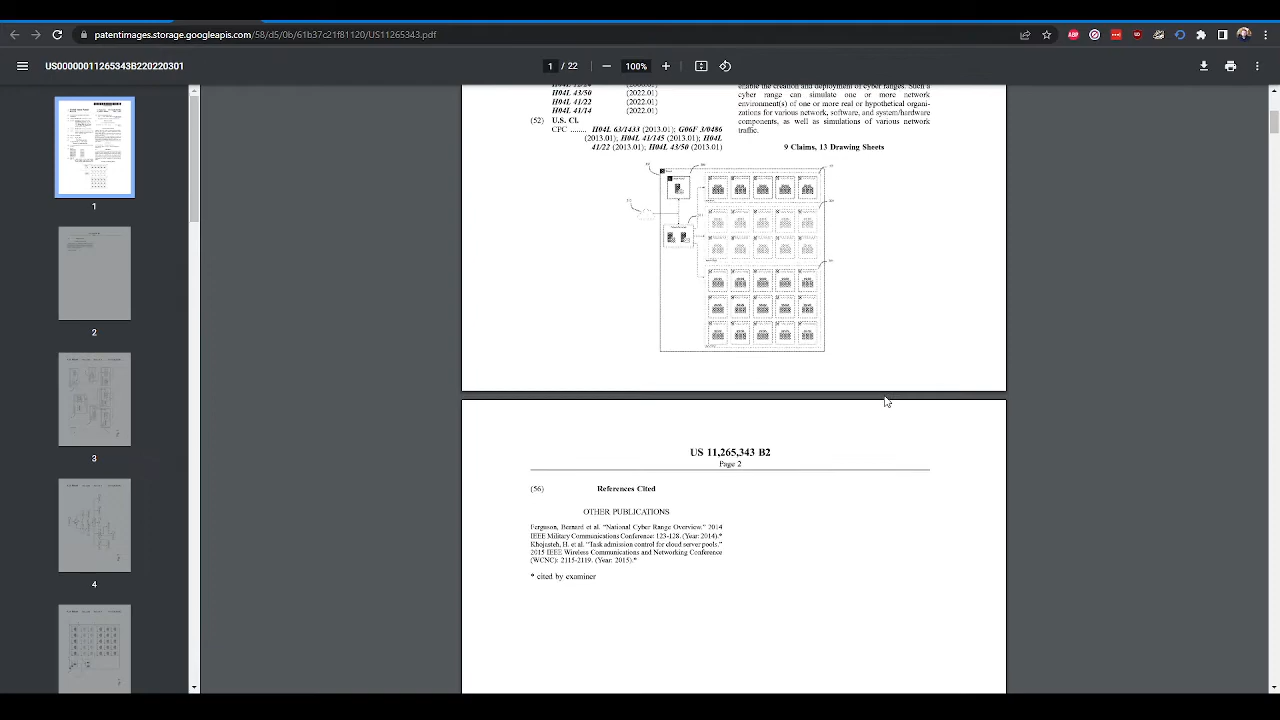 patentimages.storage.googleapis.com/58/d5/0b/61b37c21f81120/US11265343.pdf
US00000011265343B220220301
1 / 22
100%
H04L 43/50 (2022.01)
H04L 43/22 (2022.01)
H04L 43/14 (2022.01)
(52) U.S. Cl.
CPC H04L 63/1433 (2013.01); G06F 3/0486
(2013.01); H04L 41/145 (2013.01); H04L
41/22 (2013.01); H04L 43/50 (2013.01)
enable the creation and deployment of cyber ranges. Such a
cyber range can simulate one or more network
environment(s) of one or more real or hypothetical organi-
zations for various network, software, and system/hardware
components, as well as simulations of various network
traffic.
Claims, 13 Drawing Sheets
US 11,265,343 B2
Page 2
(56) References Cited
OTHER PUBLICATIONS
Ferguson, Bernard et al. “National Cyber Range Overview.” 2014
IEEE Military Communications Conference: 123-128. (Year: 2014).*
Khojasteh, H. et al. “Task admission control for cloud server pools.”
2015 IEEE Wireless Communications and Networking Conference
(WCNC): 2115-2119. (Year: 2015).*
* cited by examiner
1
2
3
4